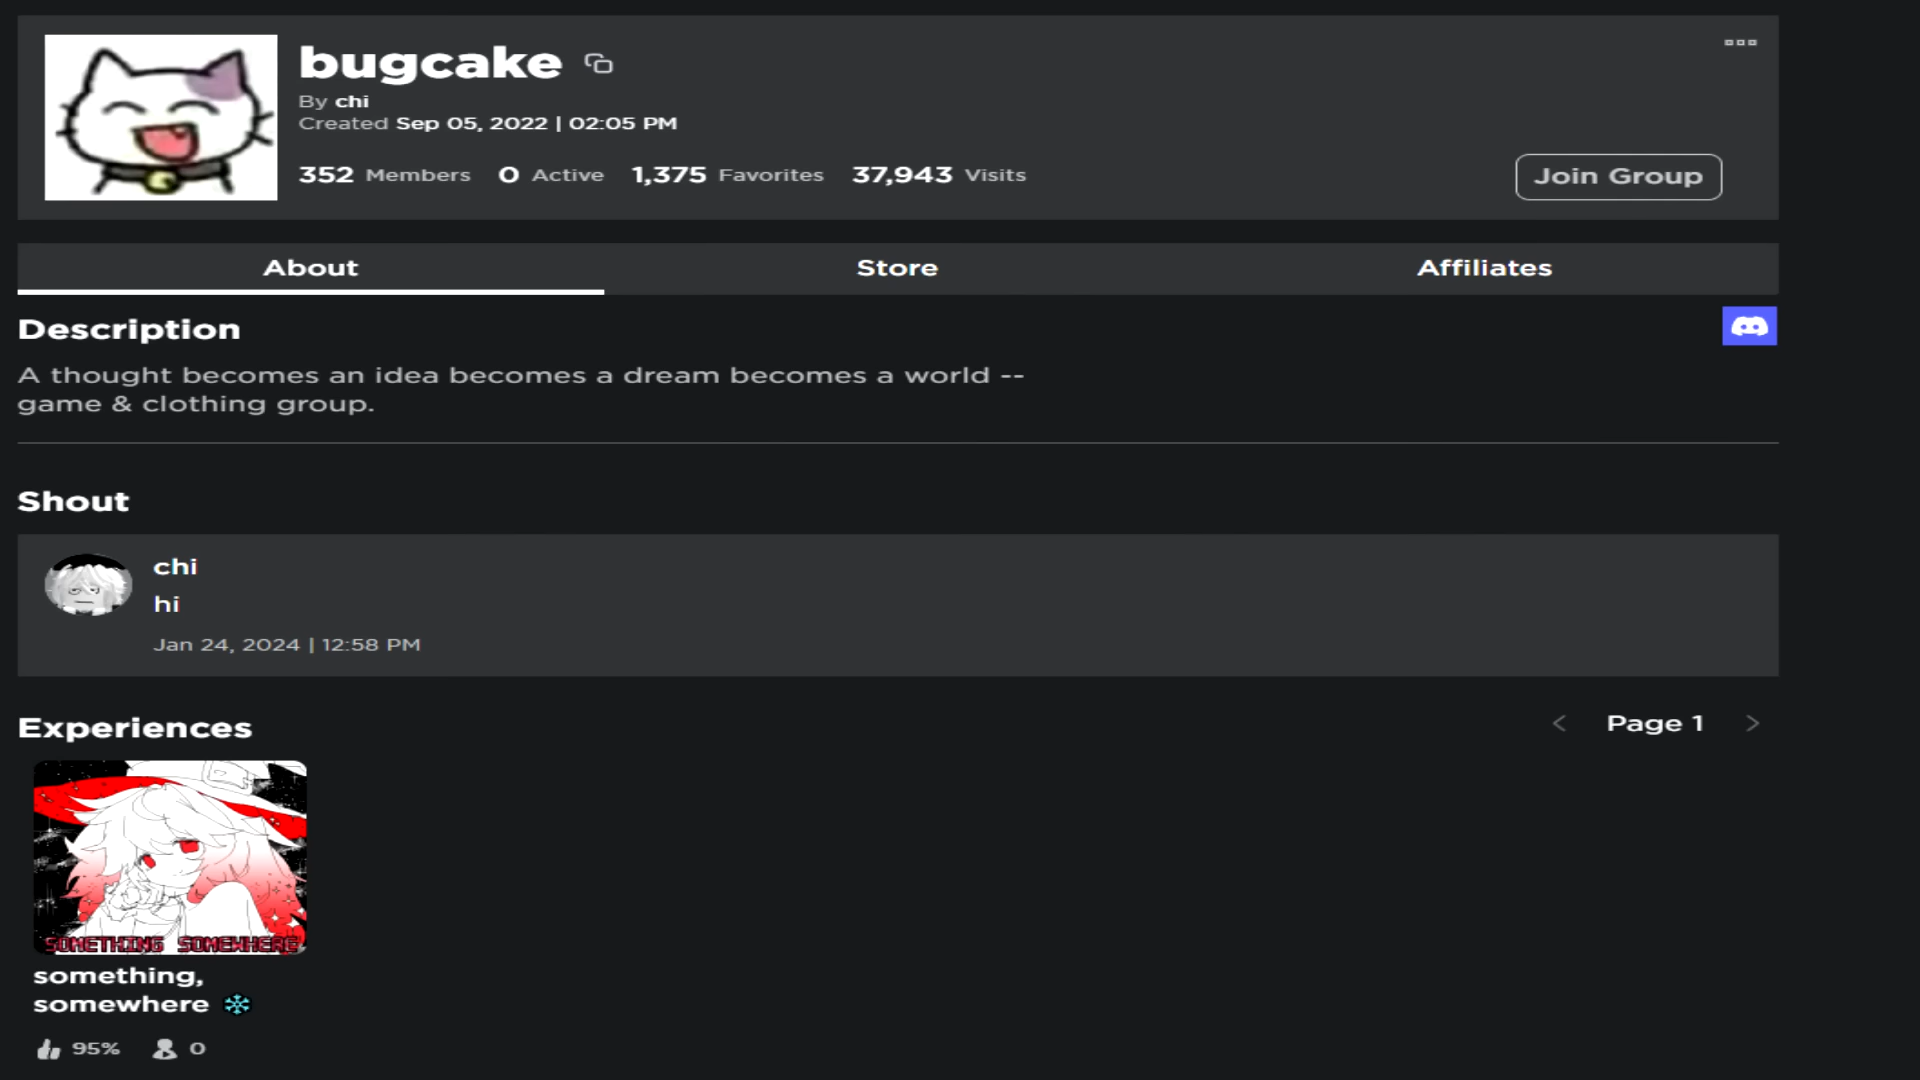 bugcake
By chi
Created Sep 05, 2022 | 02:05 PM
352 Members 0 Active 1,375 Favorites 37,943 Visits
Join Group
About Store Affiliates
Description
A thought becomes an idea becomes a dream becomes a world --
game & clothing group.
Shout
chi
hi
Jan 24, 2024 | 12:58 PM
Experiences
Page 1
SOMETHING SOMEWHERE
something,
somewhere
95% 0